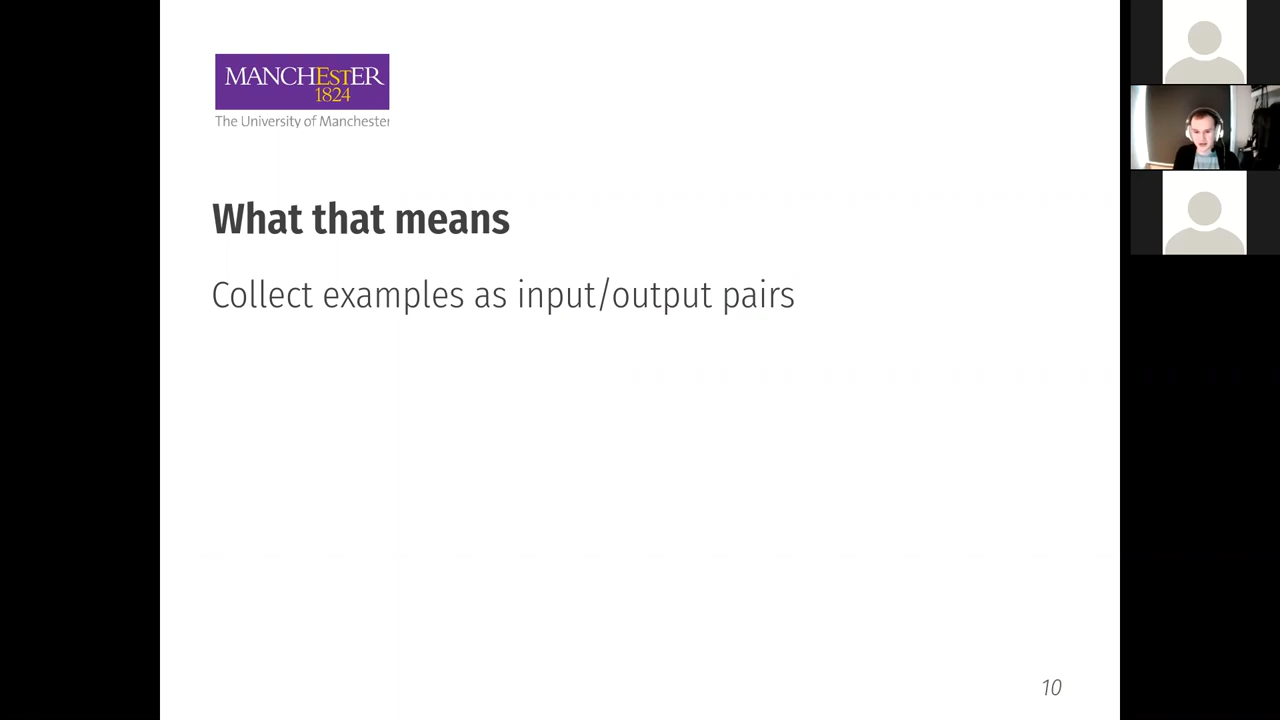 MANCHESTER
1824
The University of Manchester
What that means
Collect examples as input/output pairs
10